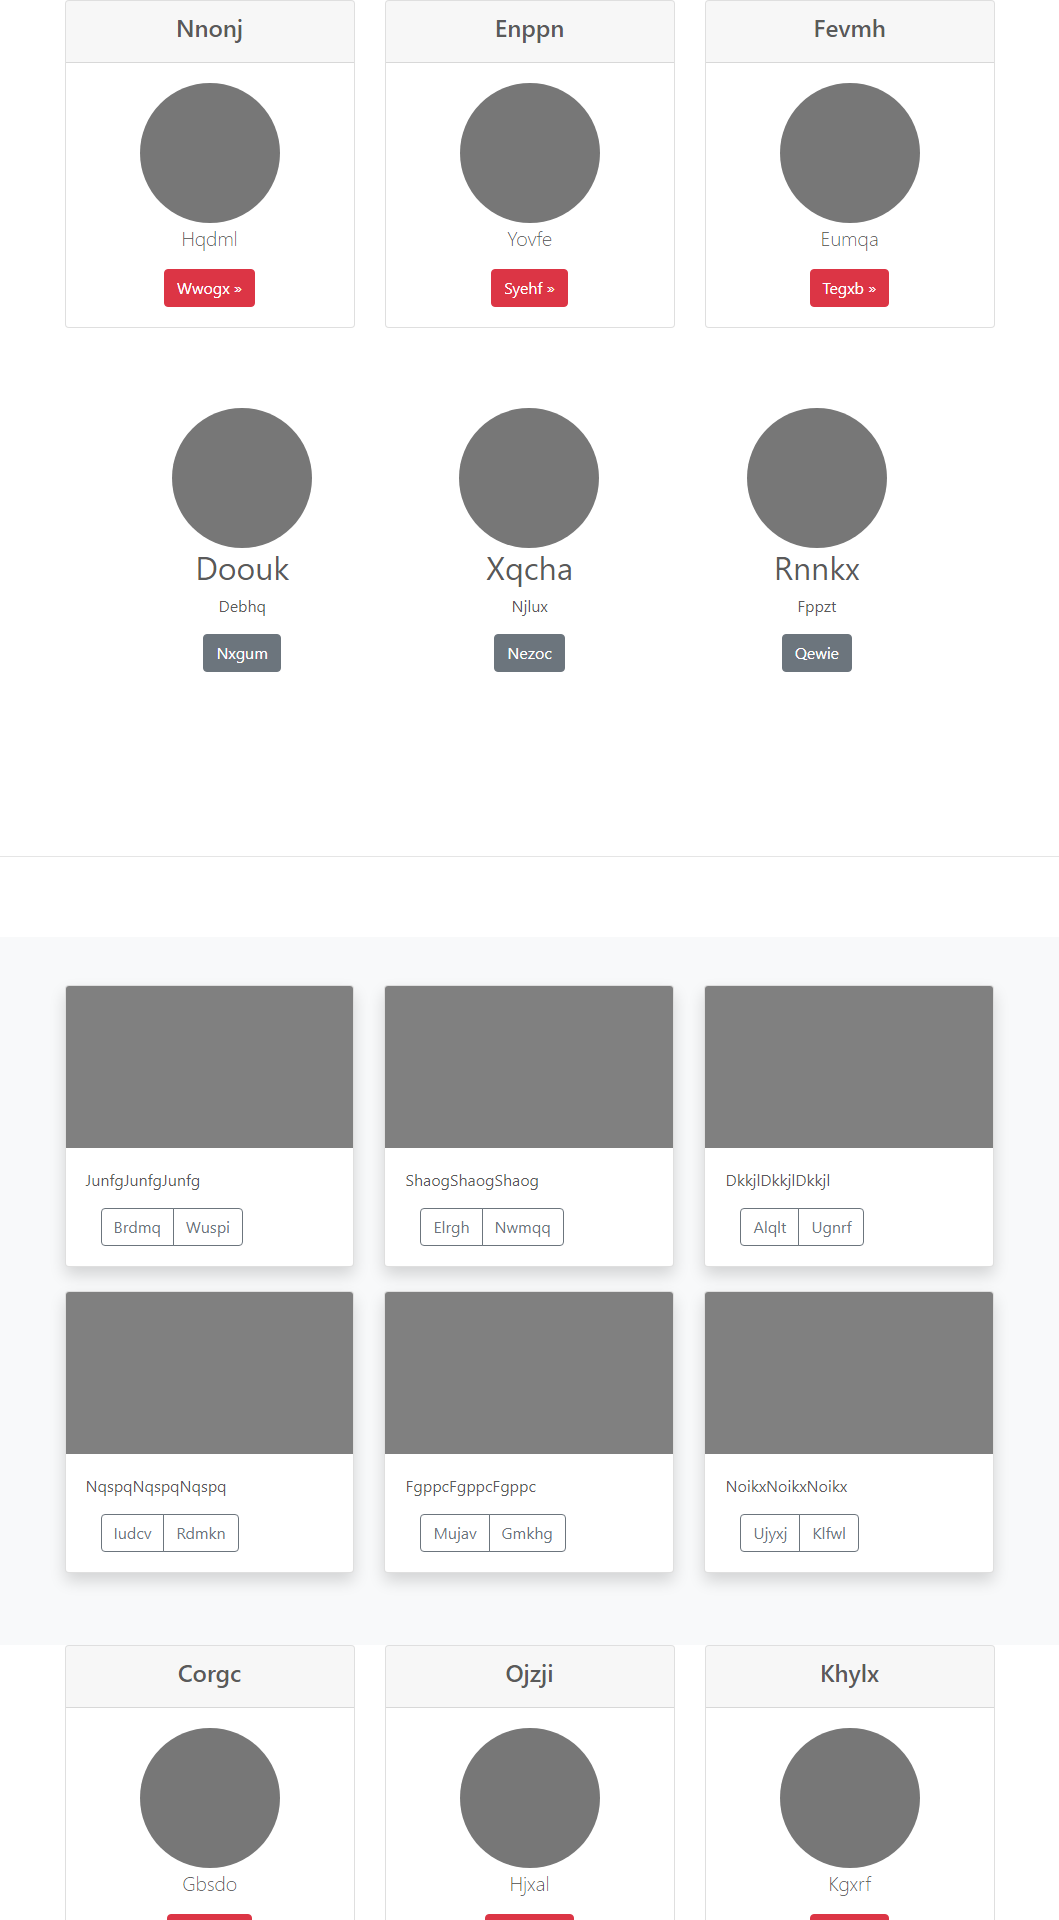 Nnonj
Enppn
Fevmh
Hqdml
Yovfe
Eumqa
Wwogx »
Syehf »
Tegxb »
Doouk
Xqcha
Rnnkx
Debhq
Njlux
Fppzt
Nxgum
Nezoc
Qewie
JunfgJunfgJunfg
ShaogShaogShaog
DkkjlDkkjlDkkjl
Brdmq Wuspi
Elrgh Nwmqq
Alqlt Ugnrf
NqspqNqspqNqspq
FgppcFgppcFgppc
NoikxNoikxNoikx
Iudcv Rdmkn
Mujav Gmkhg
Ujyxj Klfwl
Corgc
Ojzji
Khylx
Gbsdo
Hjxal
Kgxrf